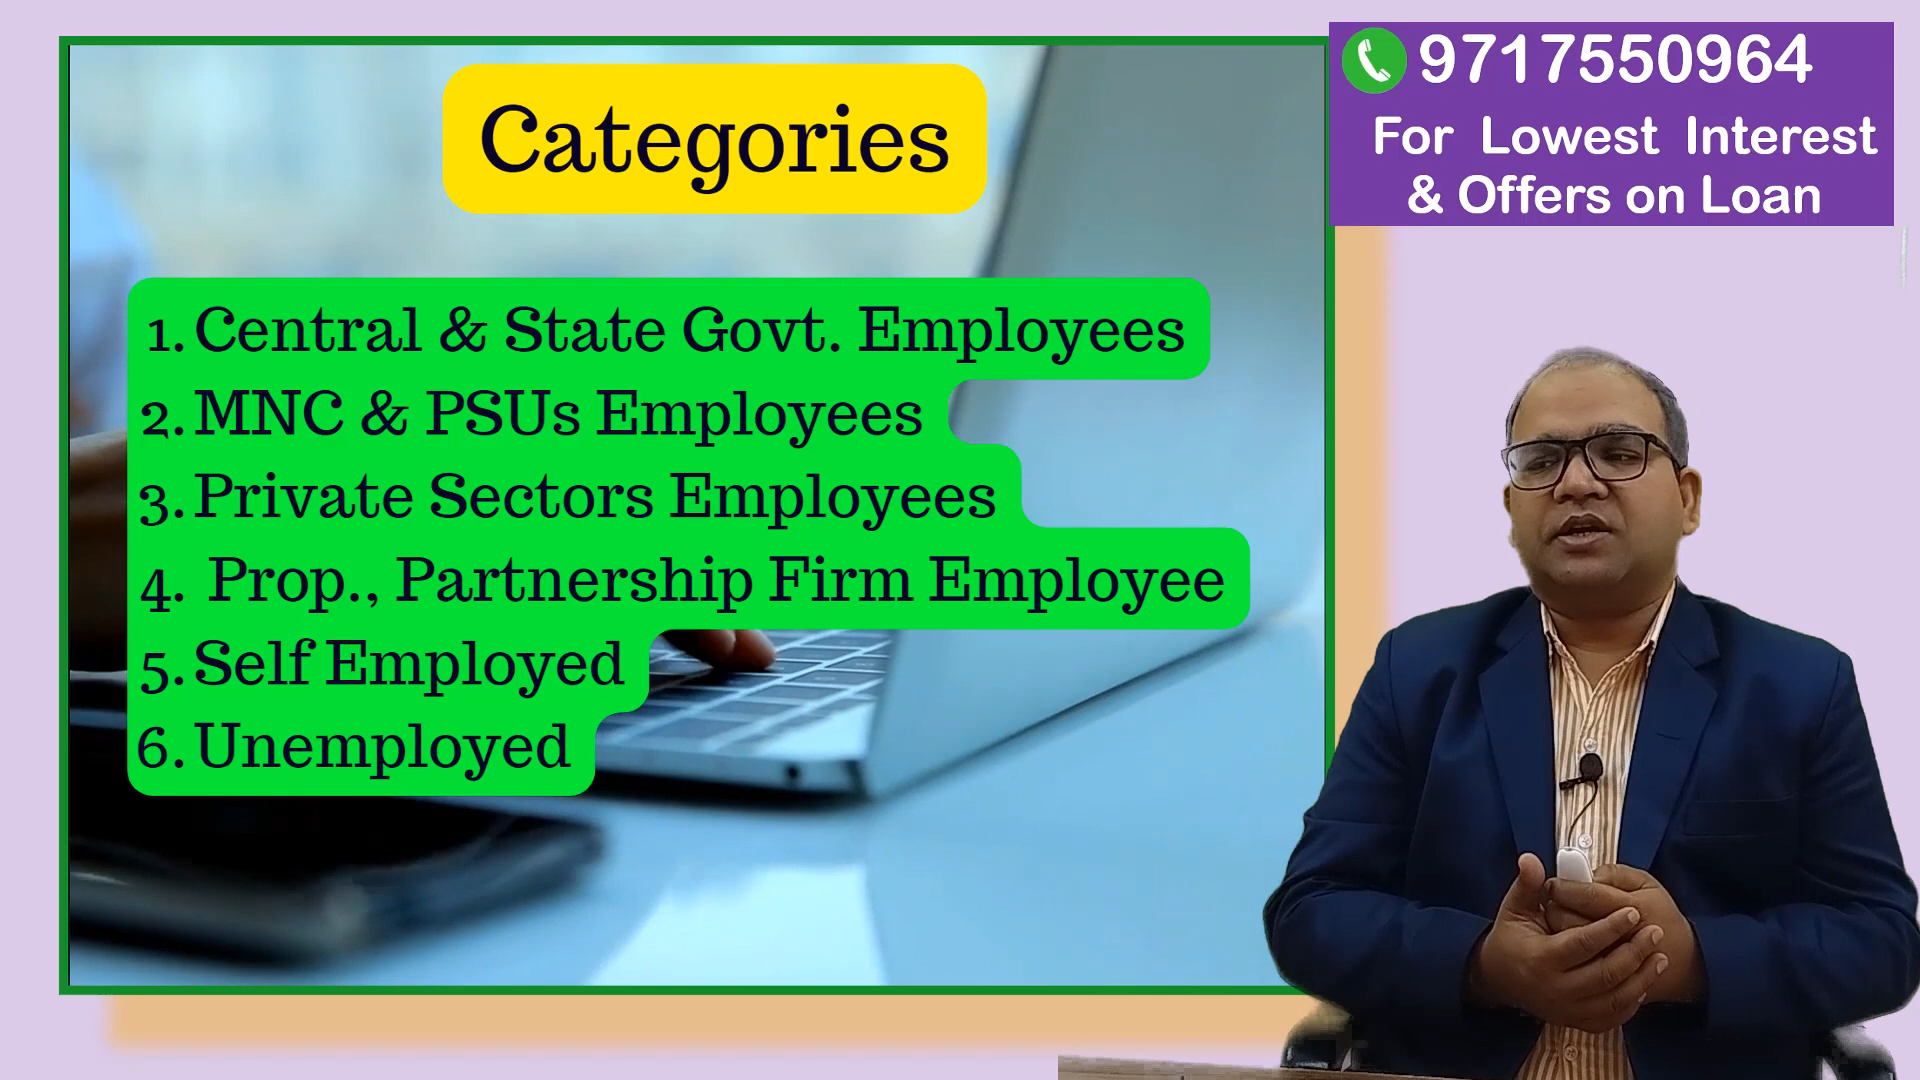 Categories
1. Central & State Govt. Employees
2. MNC & PSUs Employees
3. Private Sectors Employees
4. Prop., Partnership Firm Employee
5. Self Employed
6. Unemployed
9717550964
For Lowest Interest
& Offers on Loan